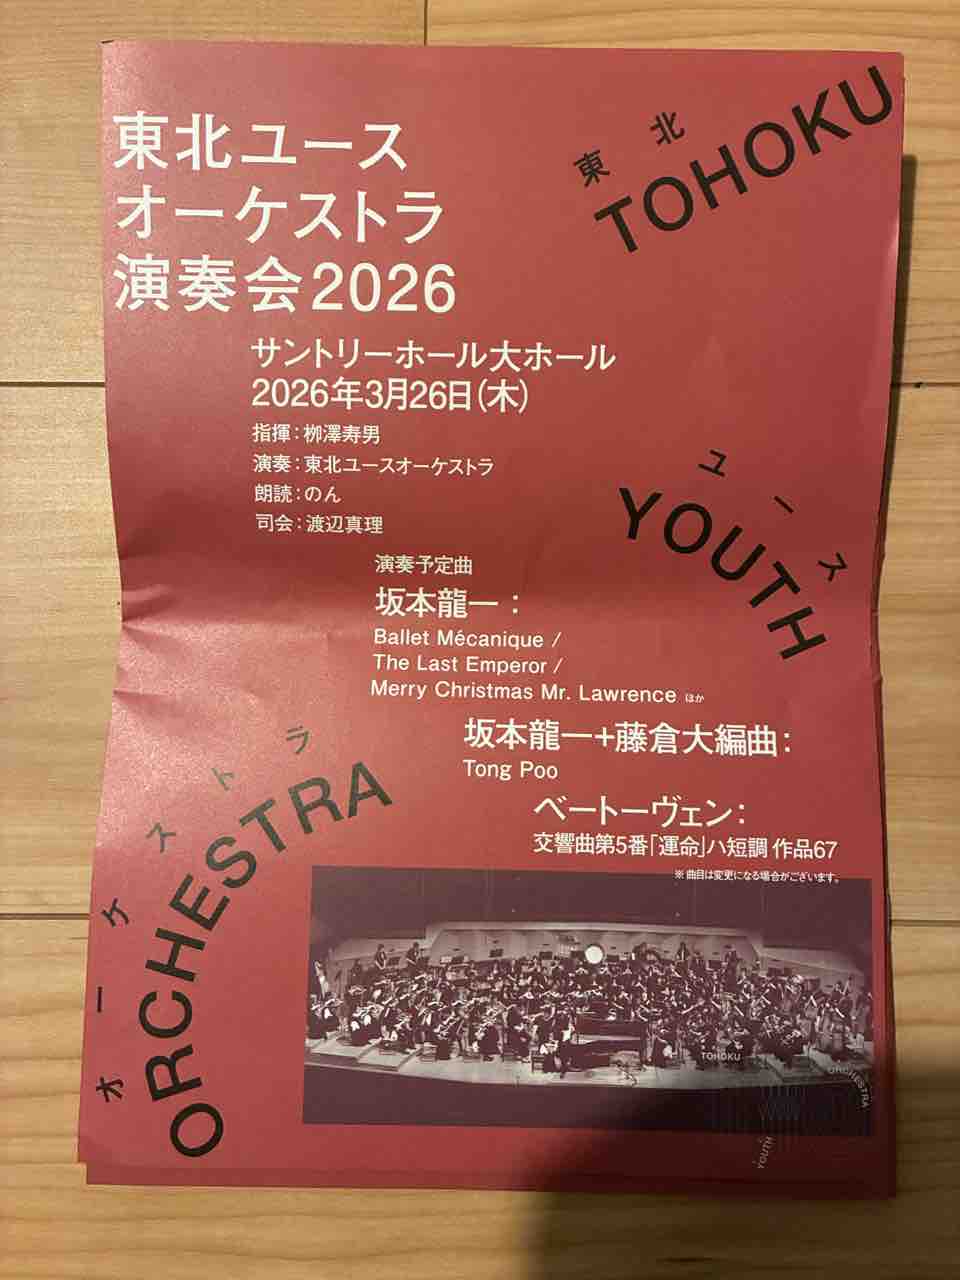 東北ユース
オーケストラ
演奏会2026
東北
TOHOKU
サントリーホール大ホール
2026年3月26日(木)
指揮：栁澤寿男
演奏：東北ユースオーケストラ
朗読：のん
司会：渡辺真理
ユース
YOUTH
演奏予定曲
坂本龍一：
Ballet Mécanique /
The Last Emperor /
Merry Christmas Mr. Lawrence ほか
坂本龍一+藤倉大編曲：
Tong Poo
ベートーヴェン：
交響曲第5番「運命」ハ短調 作品67
※ 曲目は変更になる場合がございます。
オーケストラ
ORCHESTRA
TOHOKU
ORCHESTRA
YOUTH